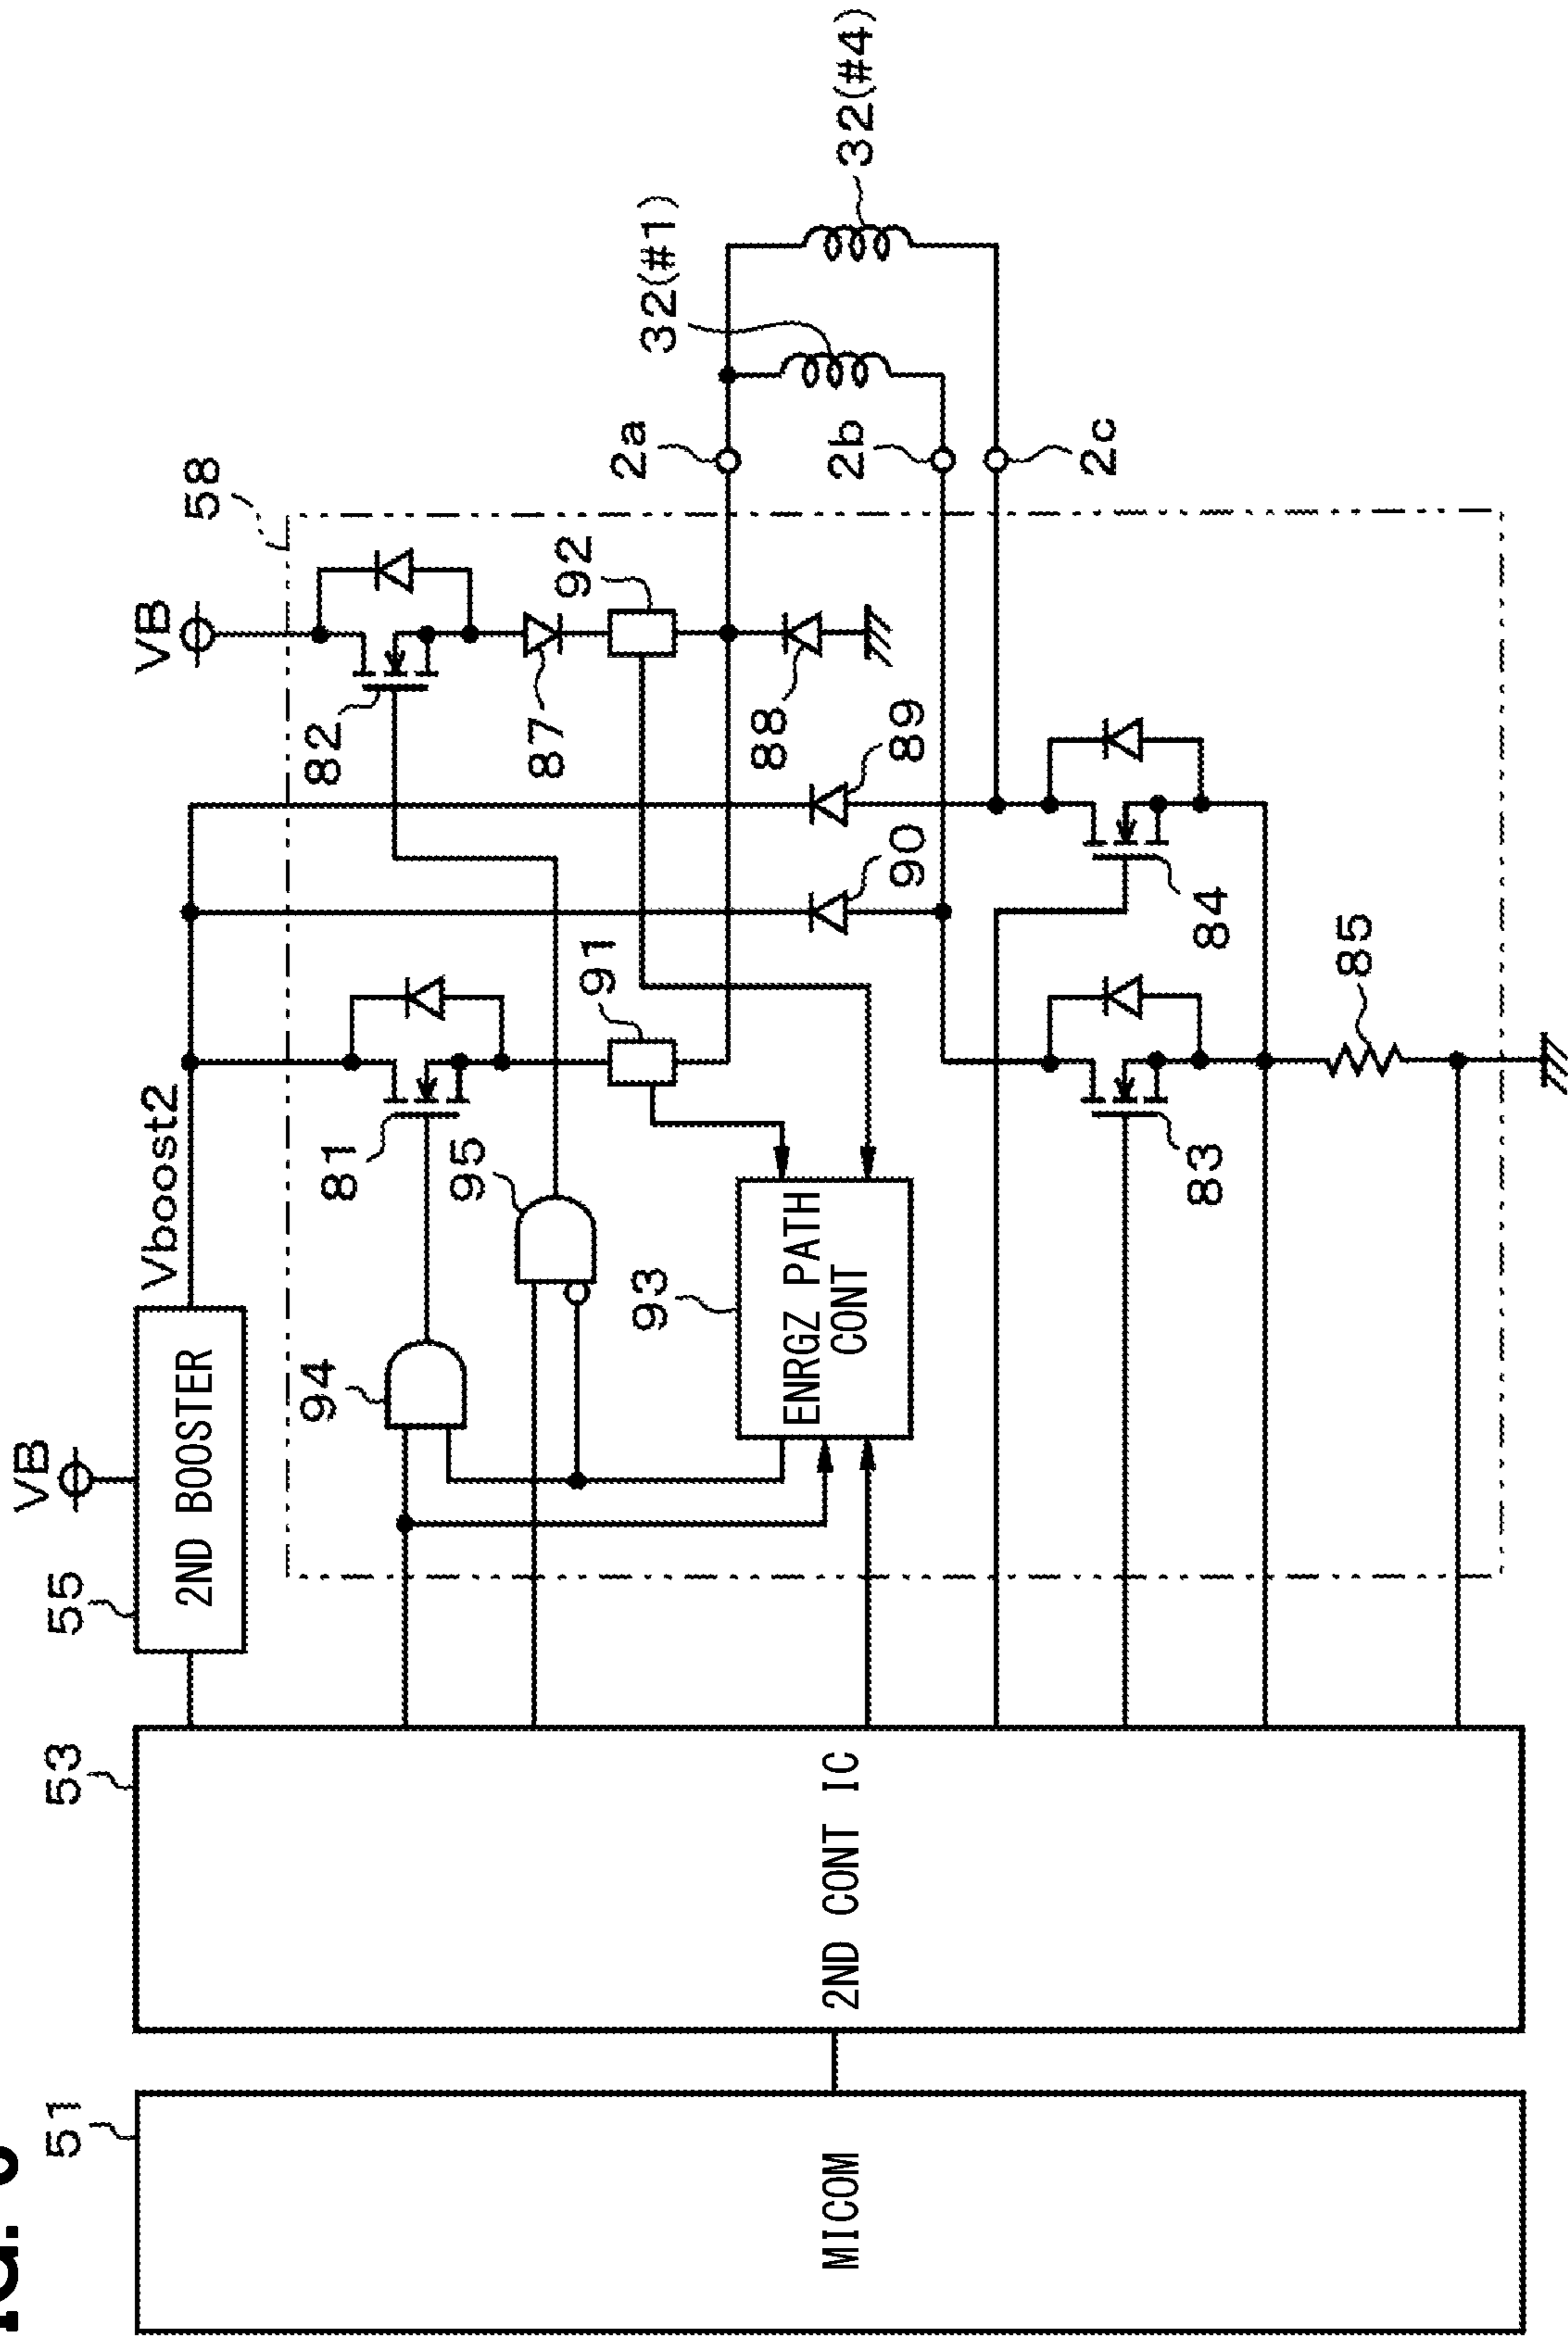 51
MICOM
53
2ND CONT IC
VB
55
2ND BOOSTER
Vboost2
VB
58
94
81
95
82
91
92
87
93
ENRGZ PATH
CONT
88
89
90
2a
2b
2c
32(#1)
32(#4)
83
84
85